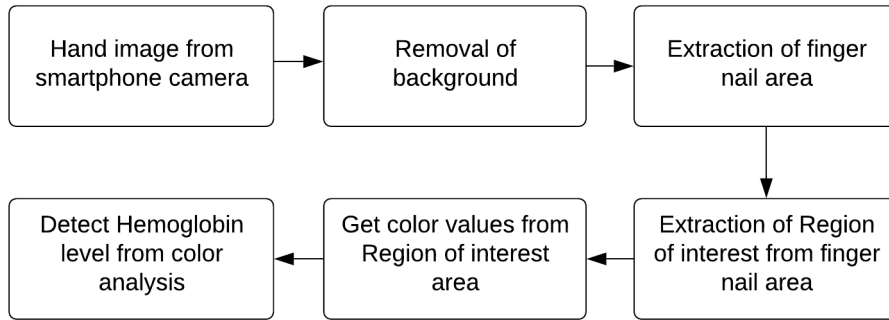 Hand image from
smartphone camera
Removal of
background
Extraction of finger
nail area
Extraction of Region
of interest from finger
nail area
Get color values from
Region of interest
area
Detect Hemoglobin
level from color
analysis